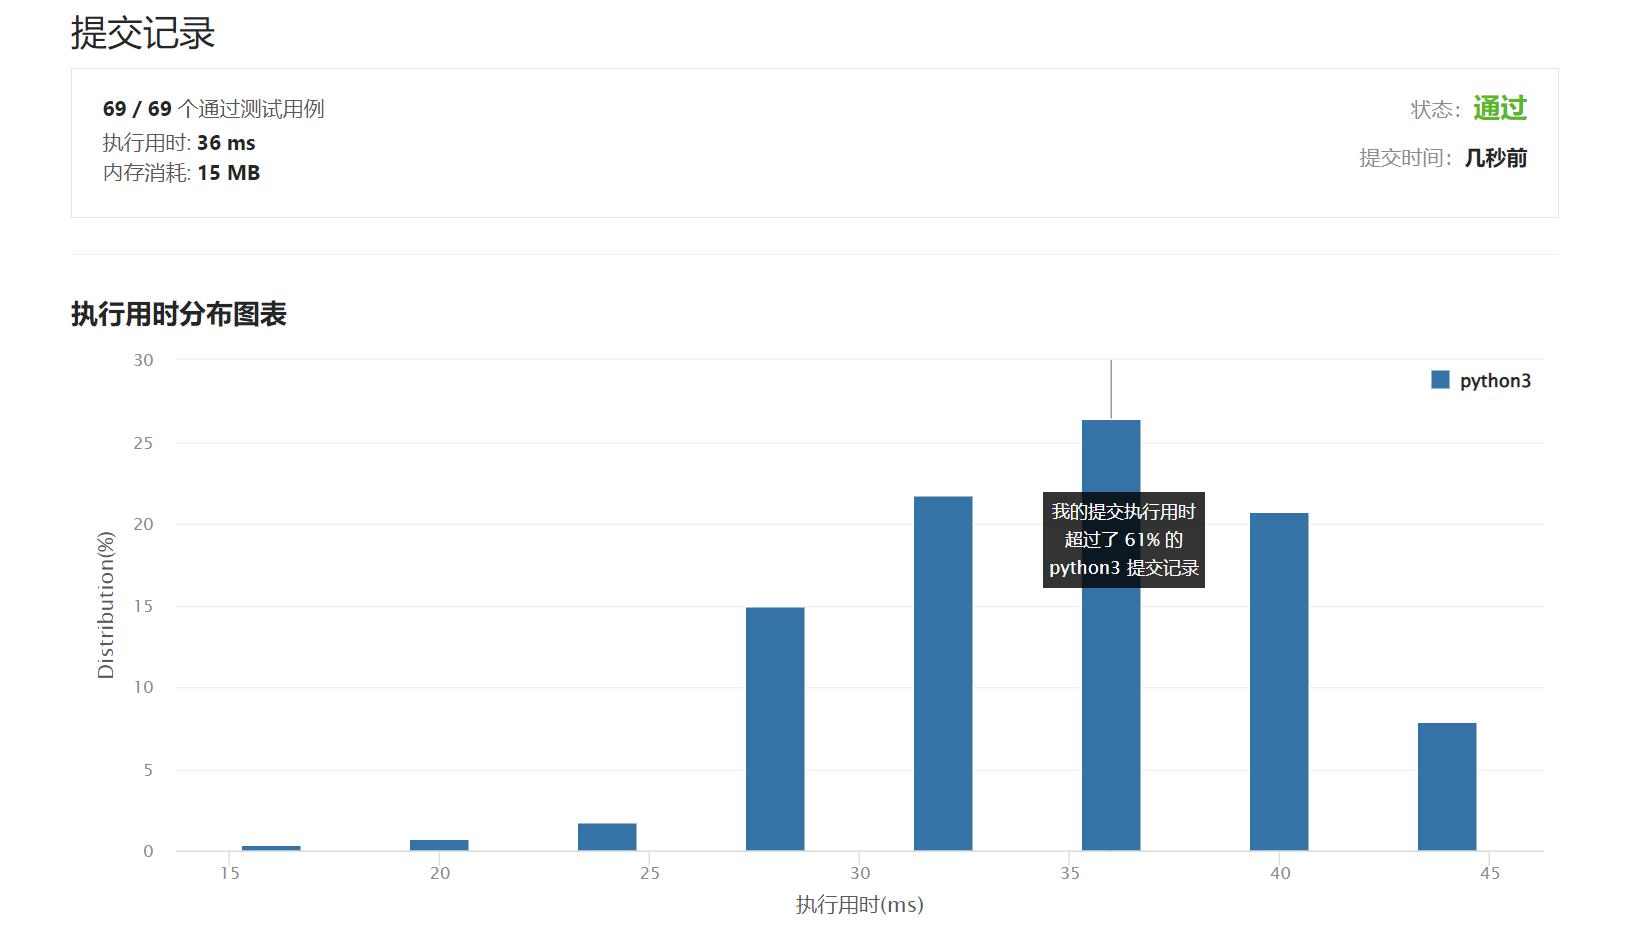 提交记录
69 / 69 个通过测试用例
状态：通过
执行用时: 36 ms
提交时间：几秒前
内存消耗: 15 MB
执行用时分布图表
30
25
20
15
10
5
0
Distribution(%)
python3
我的提交执行用时
超过了 61% 的
python3 提交记录
15 20 25 30 35 40 45
执行用时(ms)